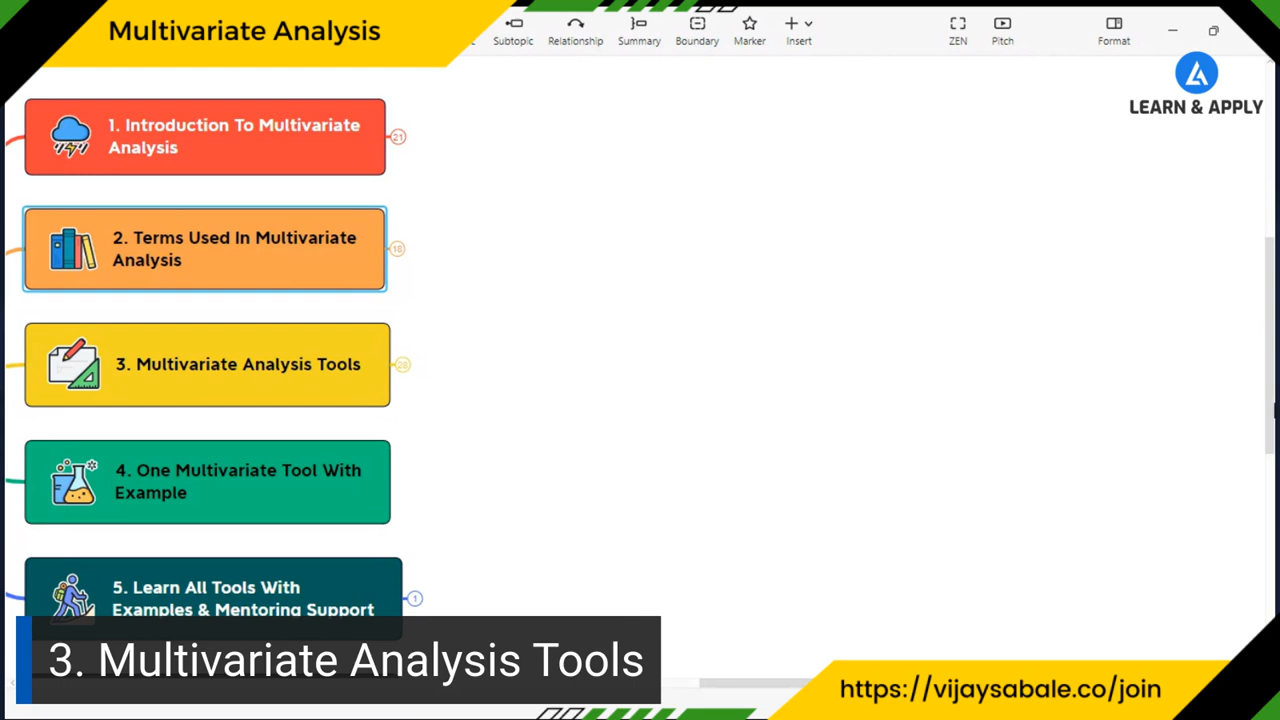 Multivariate Analysis
Subtopic
Relationship
Summary
Boundary
Marker
Insert
ZEN
Pitch
Format
LEARN & APPLY
1. Introduction To Multivariate
Analysis
21
2. Terms Used In Multivariate
Analysis
18
3. Multivariate Analysis Tools
28
4. One Multivariate Tool With
Example
5. Learn All Tools With
Examples & Mentoring Support
1
3. Multivariate Analysis Tools
https://vijaysabale.co/join